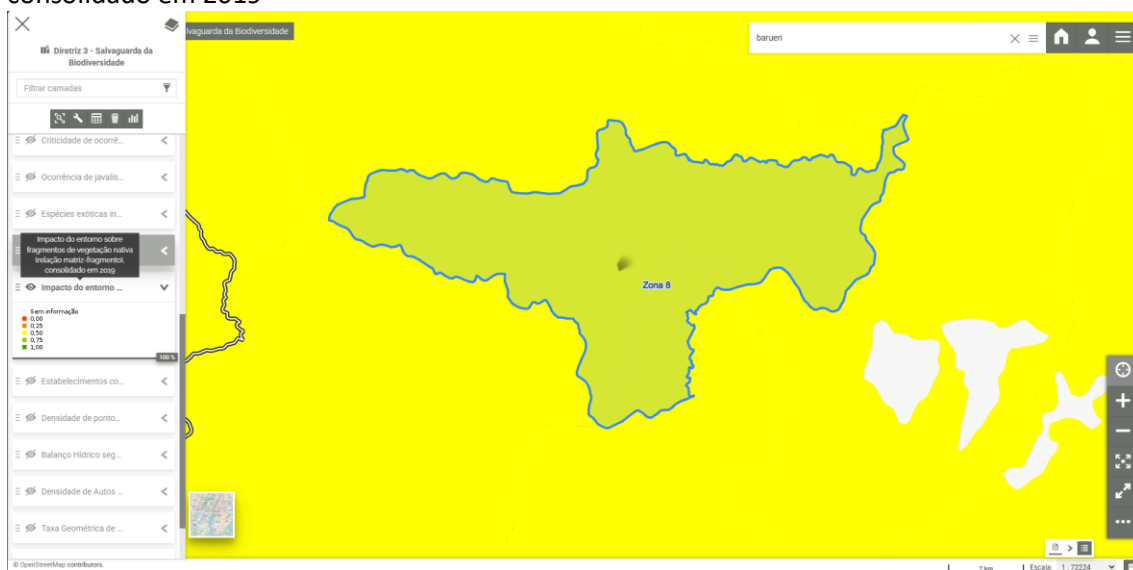 consolidado em 2019
Diretriz 3 - Salvaguarda da
Biodiversidade
Filtrar camadas
Criticidade de ocorrê...
Ocorrência de javalis...
Espécies exóticas in...
Impacto do entorno sobre
fragmentos de vegetação nativa
(relação matriz-fragmento).
consolidado em 2019
Impacto do entorno ...
Sem informação
0,00
0,25
0,50
0,75
1,00
100 %
Estabelecimentos co...
Densidade de ponto...
Balanço Hídrico seg...
Densidade de Autos ...
Taxa Geométrica de ...
© OpenStreetMap contributors.
lvaguarda da Biodiversidade
barueri
Zona 8
2 km
Escala 1 : 72224